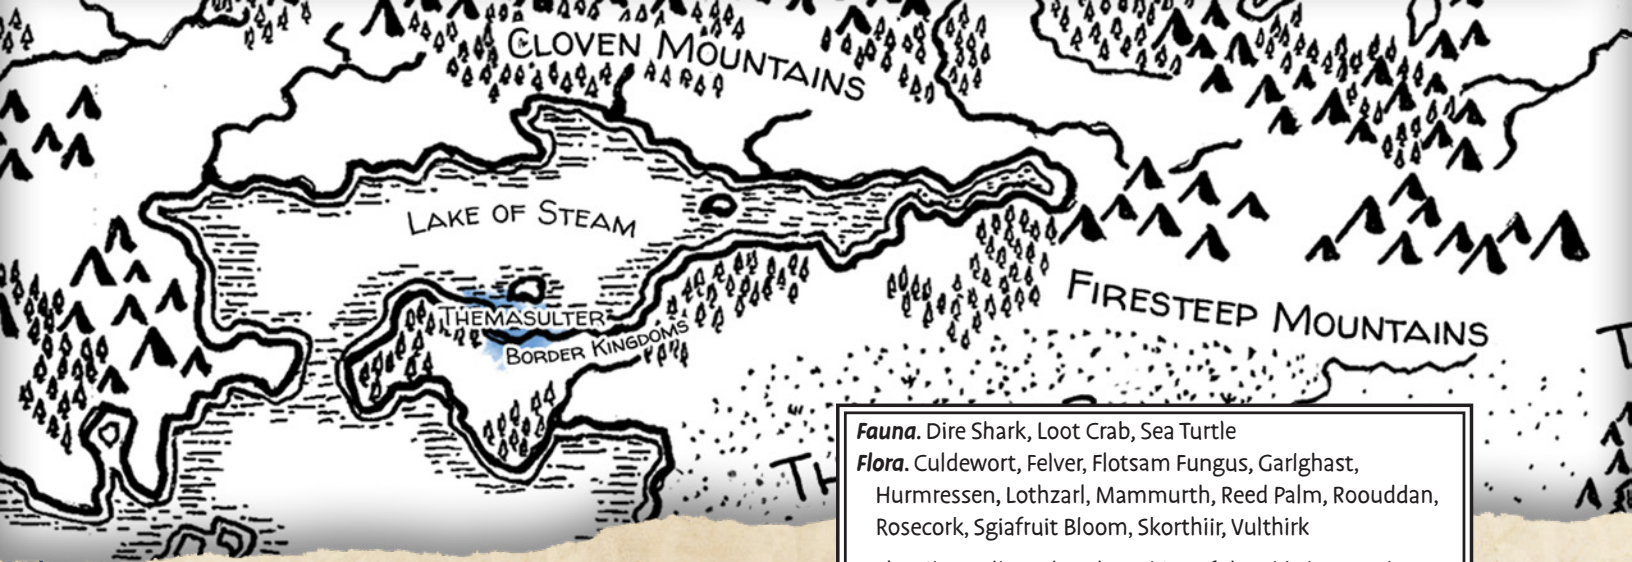 CLOVEN MOUNTAINS
LAKE OF STEAM
THEMASULTER
BORDER KINGDOMS
FIRESTEEP MOUNTAINS
Fauna. Dire Shark, Loot Crab, Sea Turtle
Flora. Culdewort, Felver, Flotsam Fungus, Garlghast,
Hurmressen, Lothzarl, Mammurth, Reed Palm, Roouddan,
Rosecork, Sgiafruit Bloom, Skorthiir, Vulthirk